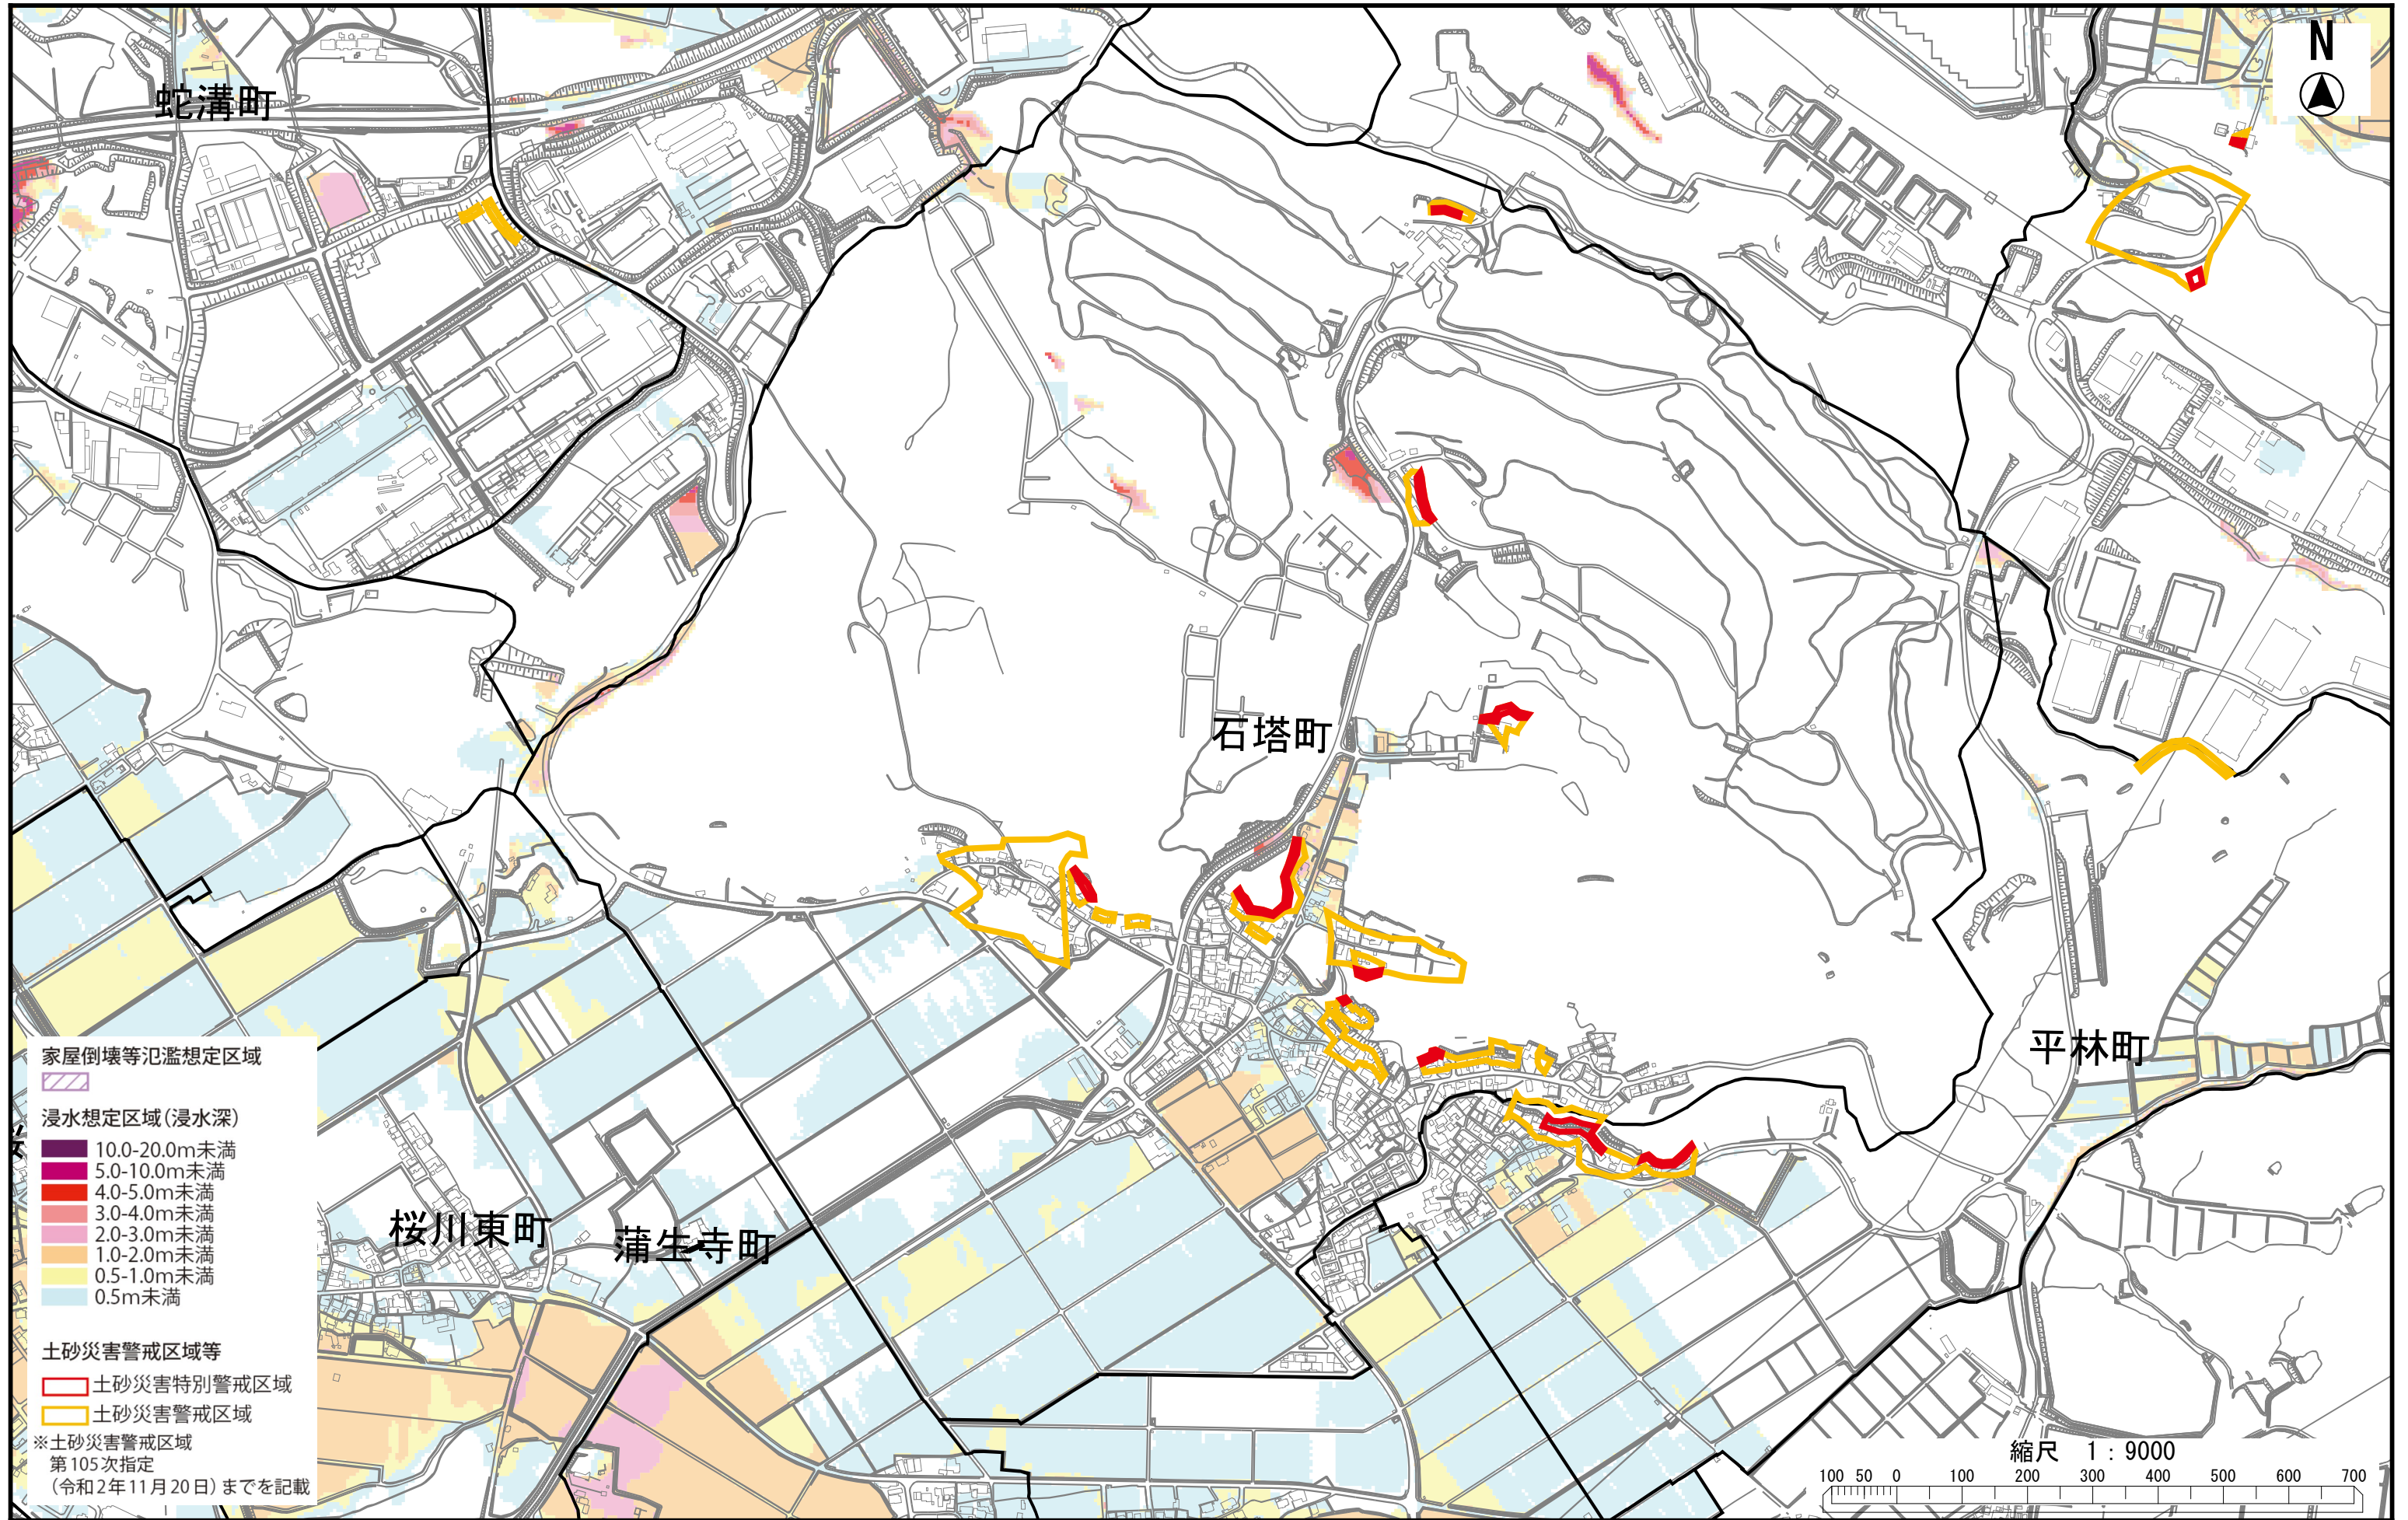 蛇溝町
N
石塔町
平林町
桜川東町
蒲生寺町
家屋倒壊等氾濫想定区域
浸水想定区域(浸水深)
10.0-20.0m未満
5.0-10.0m未満
4.0-5.0m未満
3.0-4.0m未満
2.0-3.0m未満
1.0-2.0m未満
0.5-1.0m未満
0.5m未満
土砂災害警戒区域等
土砂災害特別警戒区域
土砂災害警戒区域
※土砂災害警戒区域
第105次指定
(令和2年11月20日)までを記載
縮尺 1:9000
100 50 0 100 200 300 400 500 600 700